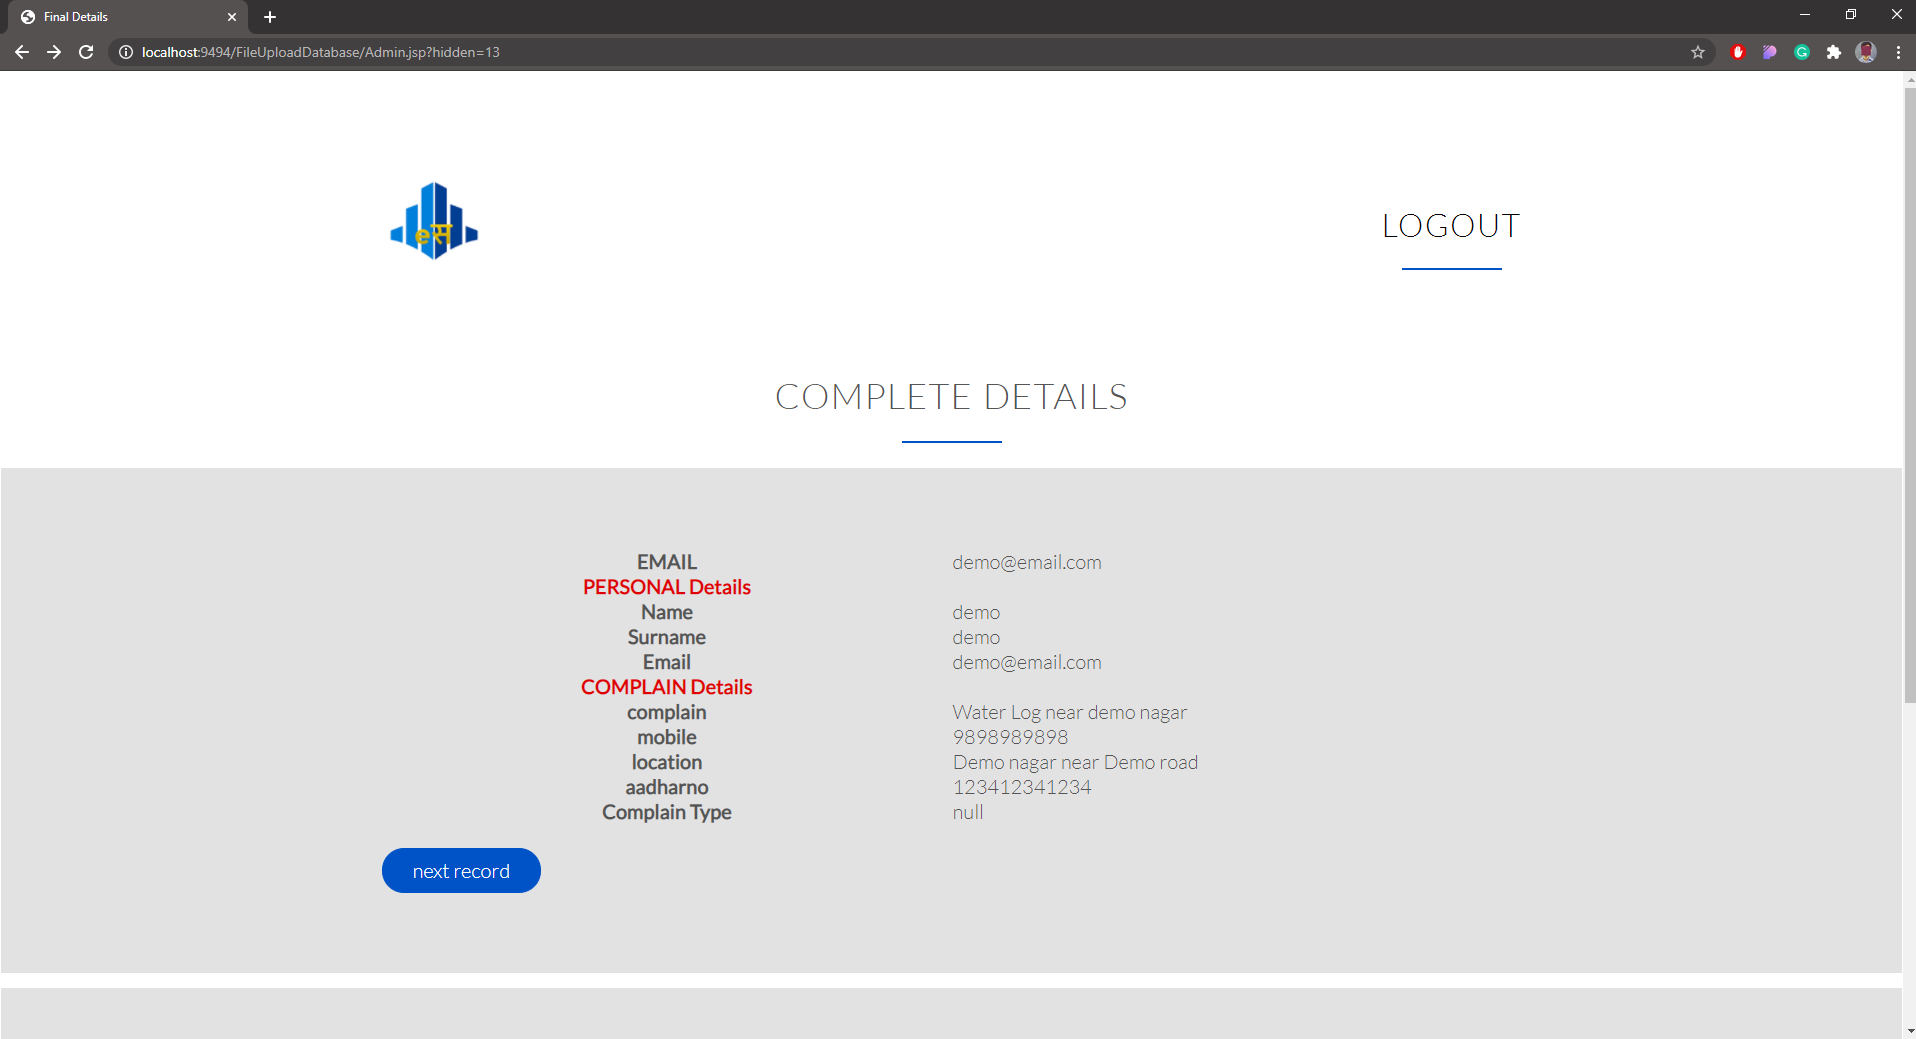 Final Details
localhost:9494/FileUploadDatabase/Admin.jsp?hidden=13
eस
LOGOUT
COMPLETE DETAILS
EMAIL demo@email.com
PERSONAL Details
Name demo
Surname demo
Email demo@email.com
COMPLAIN Details
complain Water Log near demo nagar
mobile 9898989898
location Demo nagar near Demo road
aadharno 123412341234
Complain Type null
next record